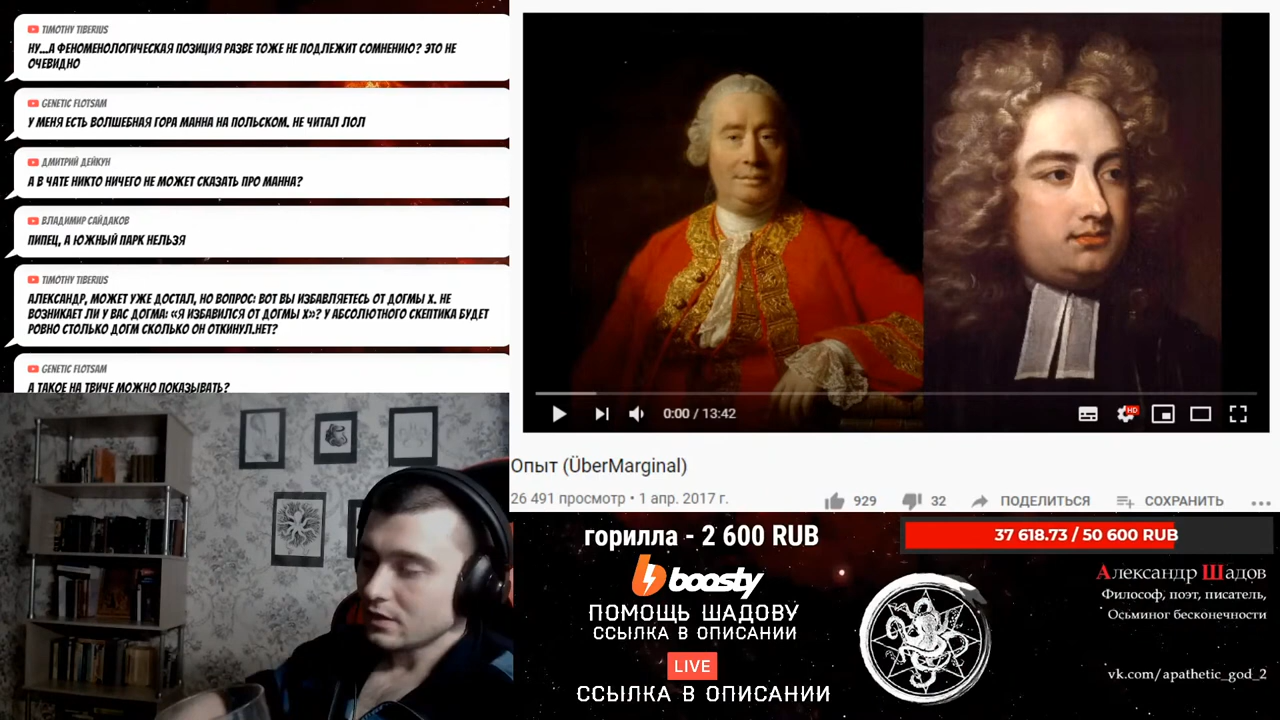 TIMOTHY TIBERIUS
НУ...А ФЕНОМЕНОЛОГИЧЕСКАЯ ПОЗИЦИЯ РАЗВЕ ТОЖЕ НЕ ПОДЛЕЖИТ СОМНЕНИЮ? ЭТО НЕ
ОЧЕВИДНО
GENETIC FLOTSAM
У МЕНЯ ЕСТЬ ВОЛШЕБНАЯ ГОРА МАННА НА ПОЛЬСКОМ. НЕ ЧИТАЛ ЛОЛ
ДМИТРИЙ ДЕЙКУН
А В ЧАТЕ НИКТО НИЧЕГО НЕ МОЖЕТ СКАЗАТЬ ПРО МАННА?
ВЛАДИМИР САЙДАКОВ
ПИПЕЦ, А ЮЖНЫЙ ПАРК НЕЛЬЗЯ
TIMOTHY TIBERIUS
АЛЕКСАНДР, МОЖЕТ УЖЕ ДОСТАЛ, НО ВОПРОС: ВОТ ВЫ ИЗБАВЛЯЕТЕСЬ ОТ ДОГМЫ Х. НЕ
ВОЗНИКАЕТ ЛИ У ВАС ДОГМА: «Я ИЗБАВИЛСЯ ОТ ДОГМЫ Х»? У АБСОЛЮТНОГО СКЕПТИКА БУДЕТ
РОВНО СТОЛЬКО ДОГМ СКОЛЬКО ОН ОТКИНУЛ.НЕТ?
GENETIC FLOTSAM
А ТАКОЕ НА ТВИЧЕ МОЖНО ПОКАЗЫВАТЬ?
0:00 / 13:42
HD
Опыт (ÜberMarginal)
26 491 просмотр • 1 апр. 2017 г.
929
32
ПОДЕЛИТЬСЯ
СОХРАНИТЬ
горилла - 2 600 RUB
boosty
ПОМОЩЬ ШАДОВУ
ССЫЛКА В ОПИСАНИИ
LIVE
ССЫЛКА В ОПИСАНИИ
37 618.73 / 50 600 RUB
Александр Шадов
Философ, поэт, писатель,
Осьминог бесконечности
vk.com/apathetic_god_2